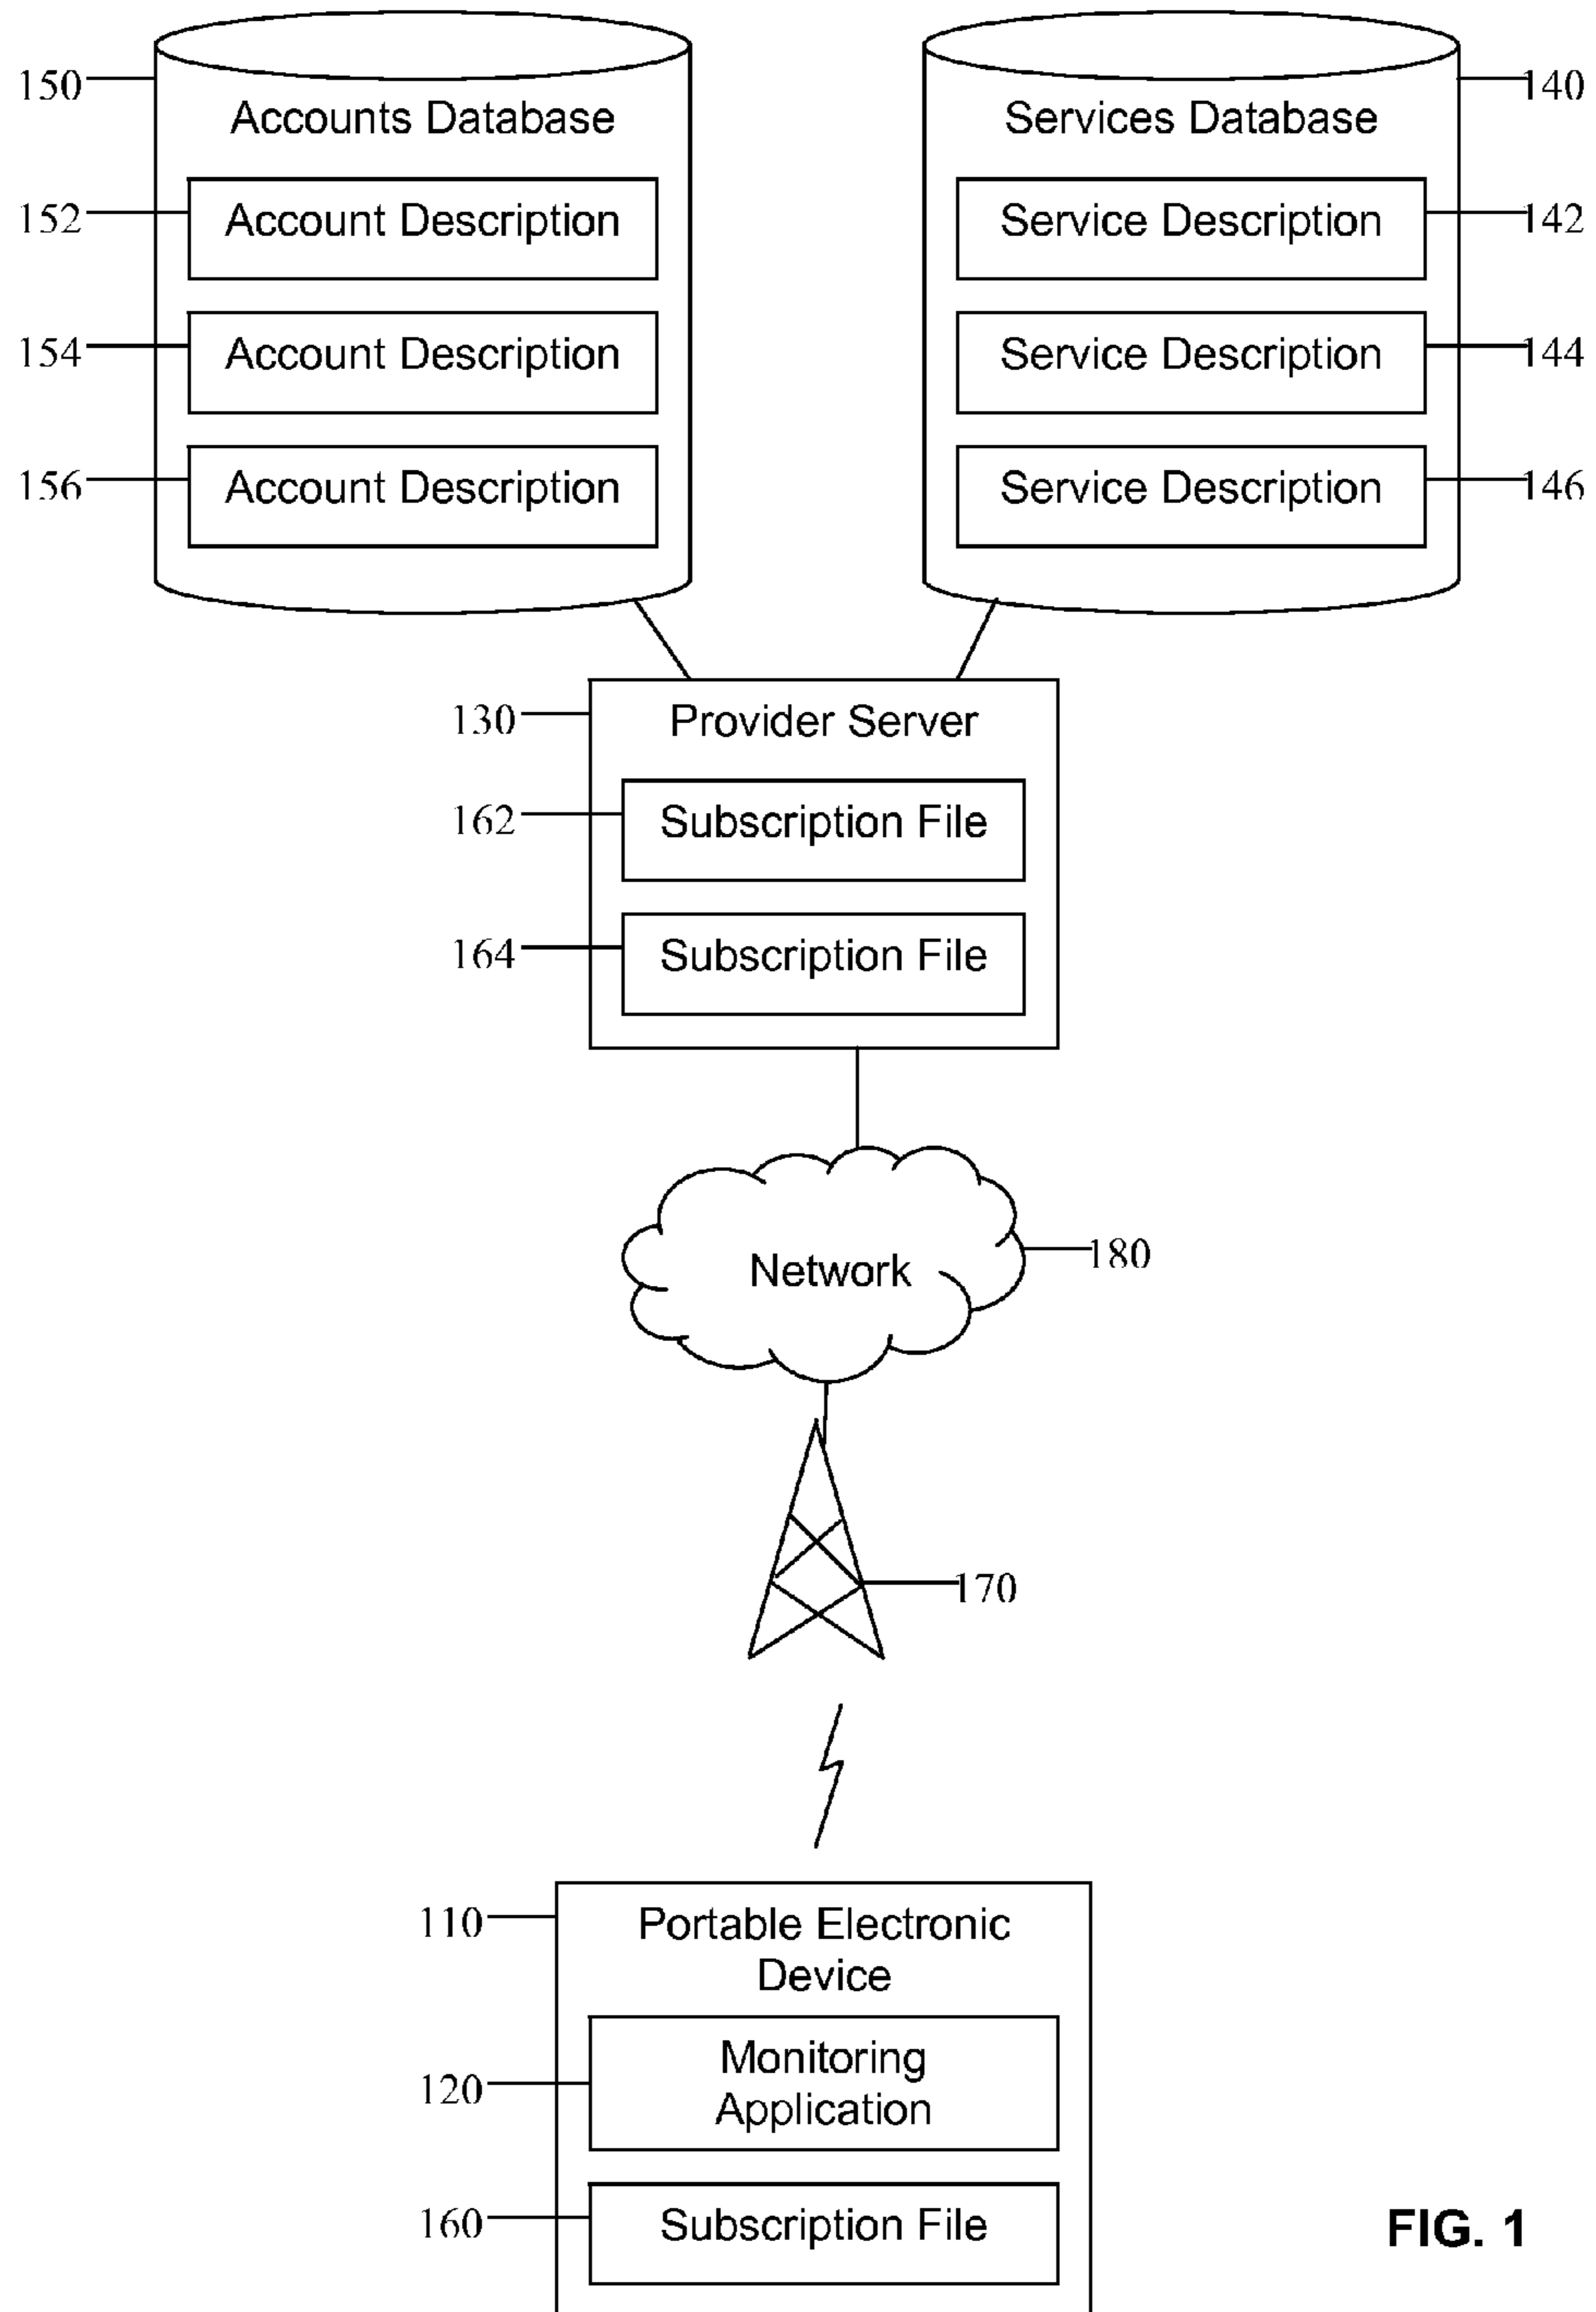 150
Accounts Database
152
Account Description
154
Account Description
156
Account Description
Services Database
140
Service Description
142
Service Description
144
Service Description
146
130
Provider Server
162
Subscription File
164
Subscription File
Network
180
170
110
Portable Electronic
Device
120
Monitoring
Application
160
Subscription File
FIG. 1